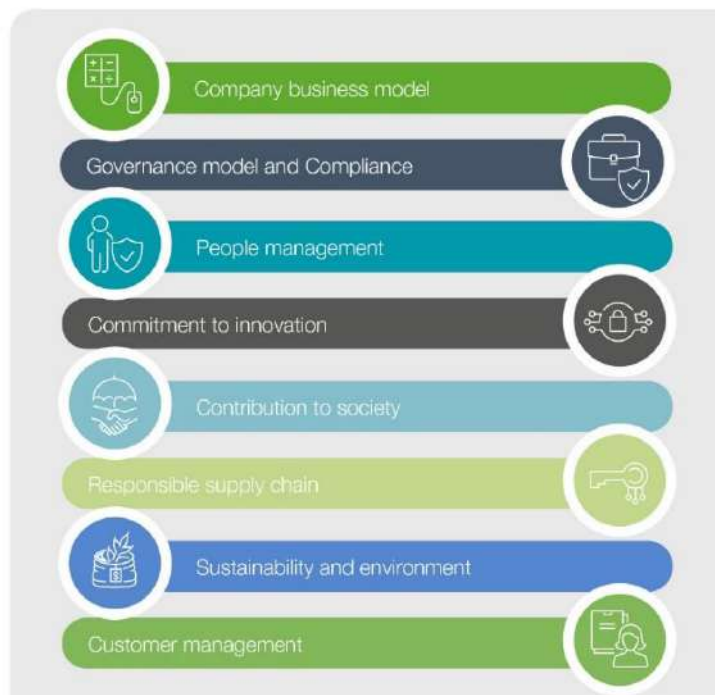 Company business model
Governance model and Compliance
People management
Commitment to innovation
Contribution to society
Responsible supply chain
Sustainability and environment
Customer management